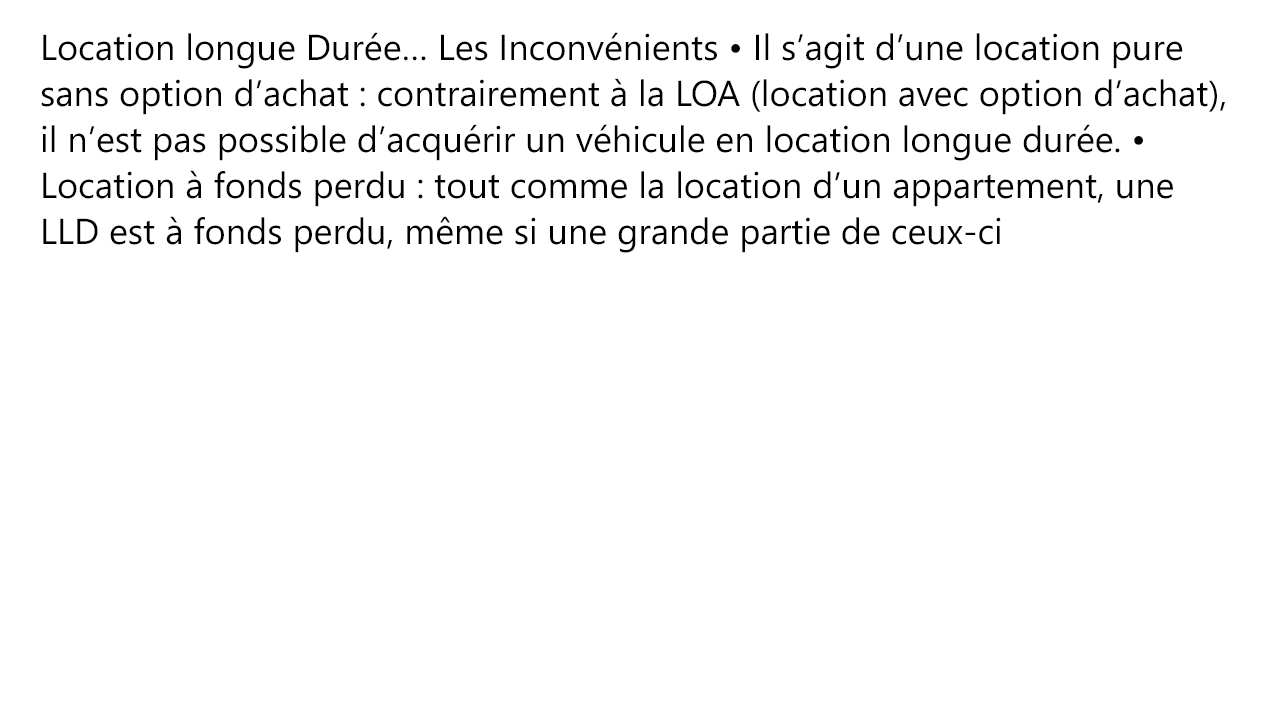 Location longue Durée... Les Inconvénients • Il s’agit d’une location pure
sans option d’achat : contrairement à la LOA (location avec option d’achat),
il n’est pas possible d’acquérir un véhicule en location longue durée. •
Location à fonds perdu : tout comme la location d’un appartement, une
LLD est à fonds perdu, même si une grande partie de ceux-ci